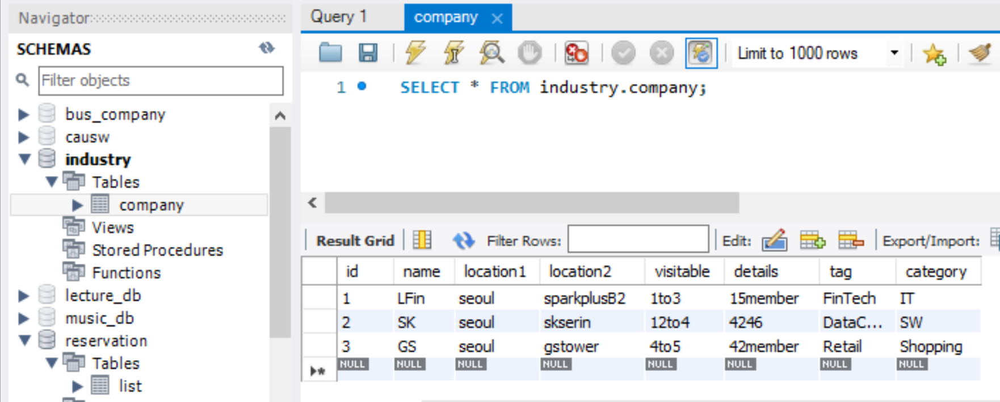 Navigator
SCHEMAS
Filter objects
bus_company
causw
industry
Tables
company
Views
Stored Procedures
Functions
lecture_db
music_db
reservation
Tables
list
Query 1 company
Limit to 1000 rows
1 SELECT * FROM industry.company;
Result Grid Filter Rows: Edit: Export/Import:
id name location1 location2 visitable details tag category
1 LFin seoul sparkplusB2 1to3 15member FinTech IT
2 SK seoul skserin 12to4 4246 DataC... SW
3 GS seoul gstower 4to5 42member Retail Shopping
NULL NULL NULL NULL NULL NULL NULL NULL